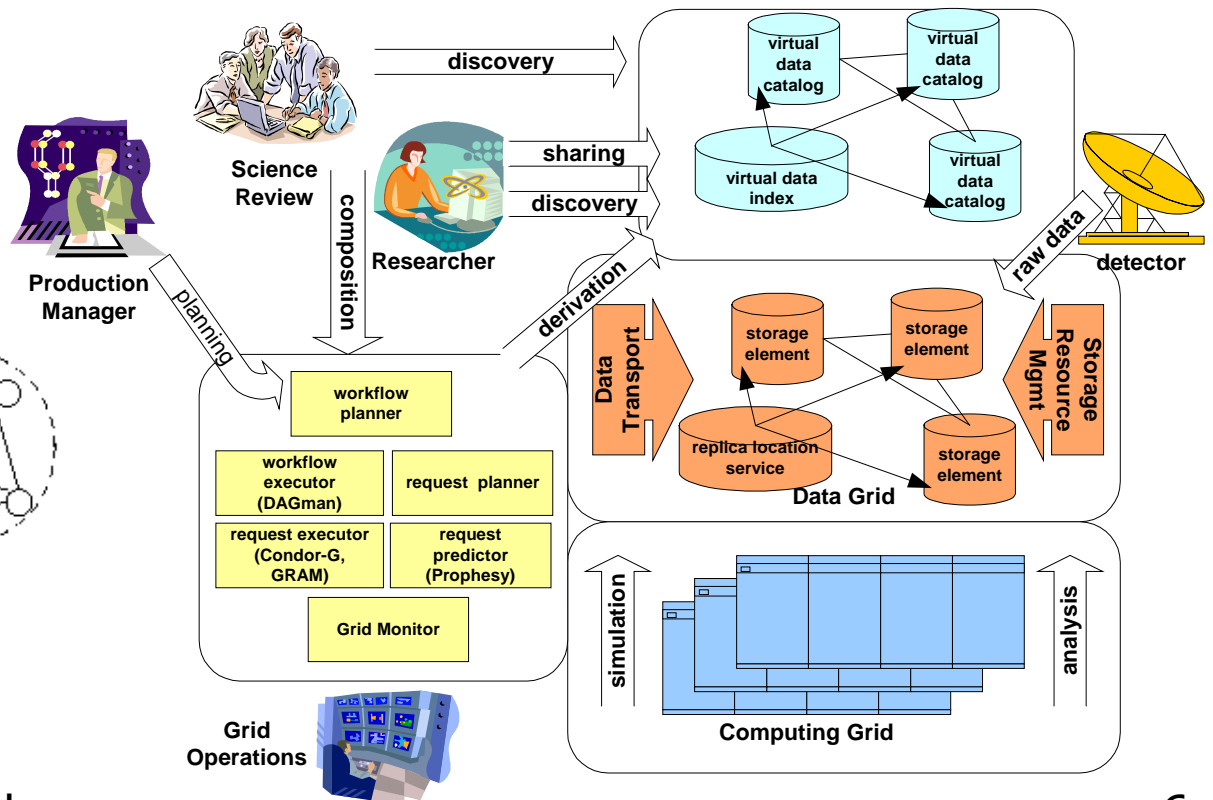 discovery
virtual
data
catalog
virtual
data
catalog
Science
Review
sharing
virtual data
index
virtual
data
catalog
discovery
composition
Researcher
raw data
detector
Production
Manager
planning
derivation
Data
Transport
storage
element
storage
element
Storage
Resource
Mgmt
workflow
planner
replica location
service
storage
element
Data Grid
workflow
executor
(DAGman)
request planner
request executor
(Condor-G,
GRAM)
request
predictor
(Prophesy)
Grid Monitor
simulation
analysis
Computing Grid
Grid
Operations